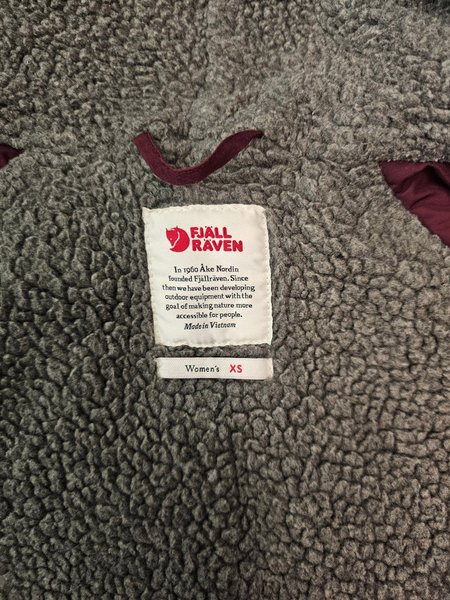 FJÄLL
RÄVEN
In 1960 Åke Nordin
founded Fjällräven. Since
then we have been developing
outdoor equipment with the
goal of making nature more
accessible for people.
Made in Vietnam
Women's XS